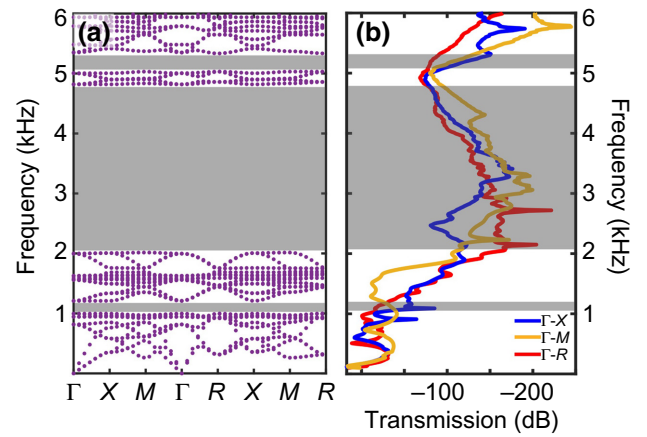 (a)
(b)
6
5
4
3
2
1
Frequency (kHz)
Γ X M Γ R X M R
6
5
4
3
2
1
Frequency (kHz)
Γ-X
Γ-M
Γ-R
−100 −200
Transmission (dB)